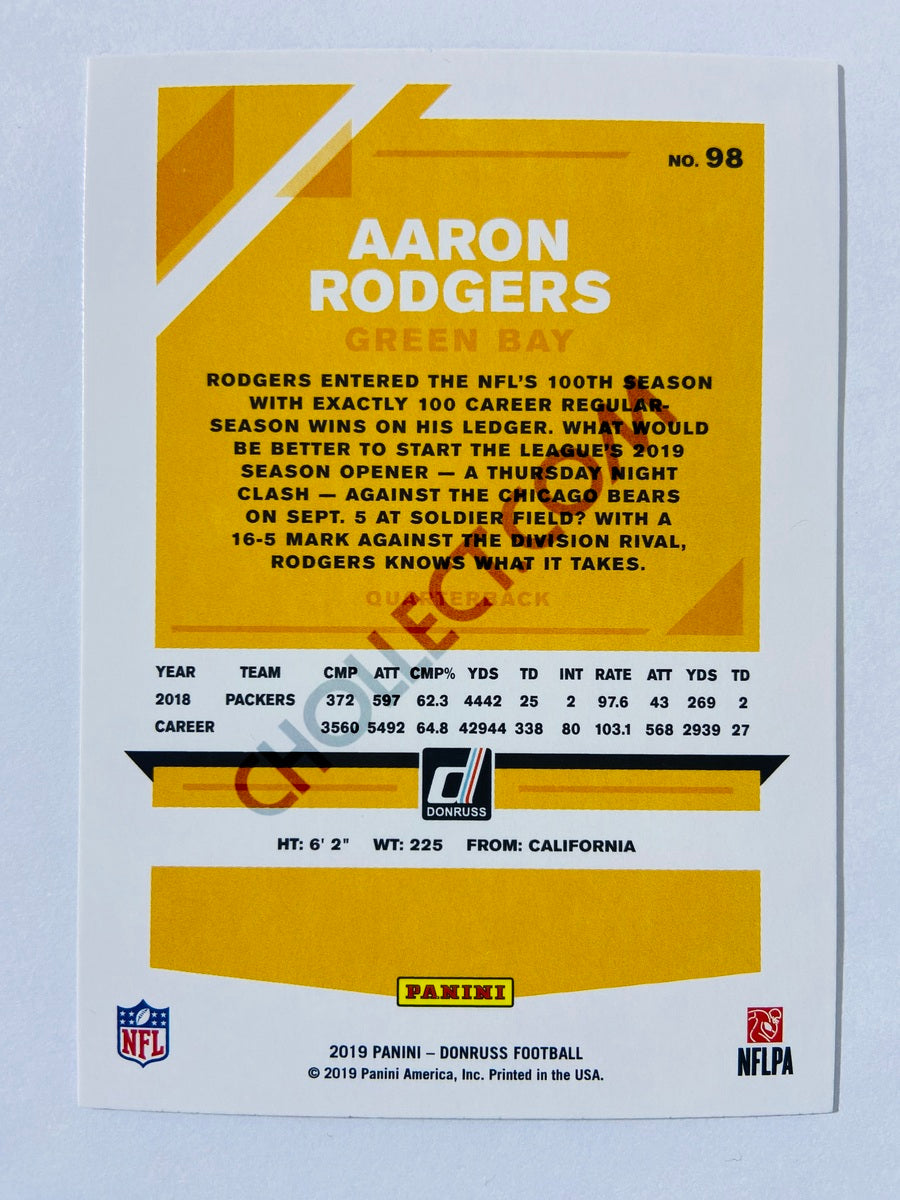 NO. 98
AARON
RODGERS
GREEN BAY
RODGERS ENTERED THE NFL'S 100TH SEASON
WITH EXACTLY 100 CAREER REGULAR-
SEASON WINS ON HIS LEDGER. WHAT WOULD
BE BETTER TO START THE LEAGUE'S 2019
SEASON OPENER — A THURSDAY NIGHT
CLASH — AGAINST THE CHICAGO BEARS
ON SEPT. 5 AT SOLDIER FIELD? WITH A
16-5 MARK AGAINST THE DIVISION RIVAL,
RODGERS KNOWS WHAT IT TAKES.
QUARTERBACK
CHOLLECT.COM
YEAR TEAM CMP ATT CMP% YDS TD INT RATE ATT YDS TD
2018 PACKERS 372 597 62.3 4442 25 2 97.6 43 269 2
CAREER 3560 5492 64.8 42944 338 80 103.1 568 2939 27
d
DONRUSS
HT: 6' 2" WT: 225 FROM: CALIFORNIA
PANINI
NFL
NFLPA
2019 PANINI – DONRUSS FOOTBALL
© 2019 Panini America, Inc. Printed in the USA.